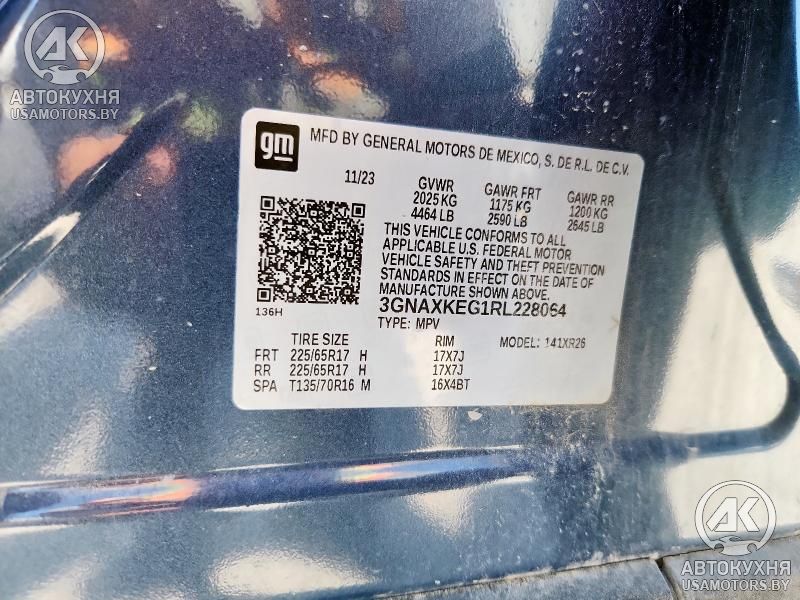 AK
АВТОКУХНЯ
USAMOTORS.BY
gm
MFD BY GENERAL MOTORS DE MEXICO, S. DE R.L. DE C.V.
11/23 GVWR GAWR FRT GAWR RR
2025 KG 1175 KG 1200 KG
4464 LB 2590 LB 2645 LB
THIS VEHICLE CONFORMS TO ALL
APPLICABLE U.S. FEDERAL MOTOR
VEHICLE SAFETY AND THEFT PREVENTION
STANDARDS IN EFFECT ON THE DATE OF
MANUFACTURE SHOWN ABOVE.
136H 3GNAXKEG1RL228064
TYPE: MPV
TIRE SIZE RIM MODEL: 141XR26
FRT 225/65R17 H 17X7J
RR 225/65R17 H 17X7J
SPA T135/70R16 M 16X4BT
AK
АВТОКУХНЯ
USAMOTORS.BY